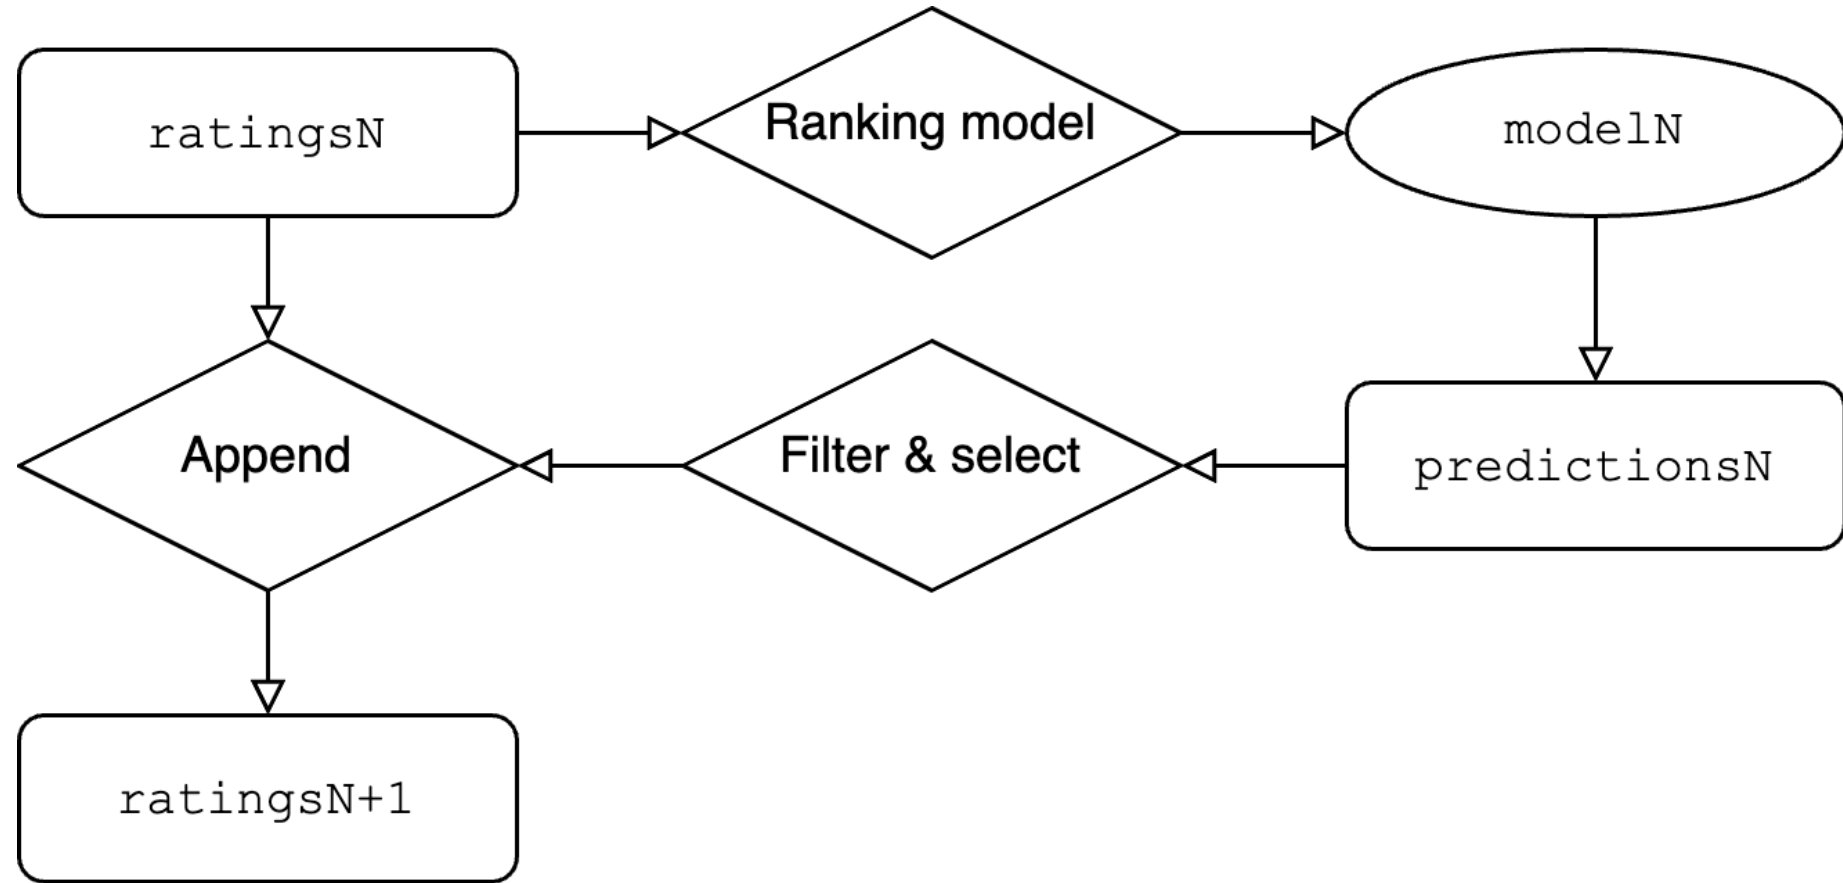 ratingsN
Ranking model
modelN
Append
Filter & select
predictionsN
ratingsN+1